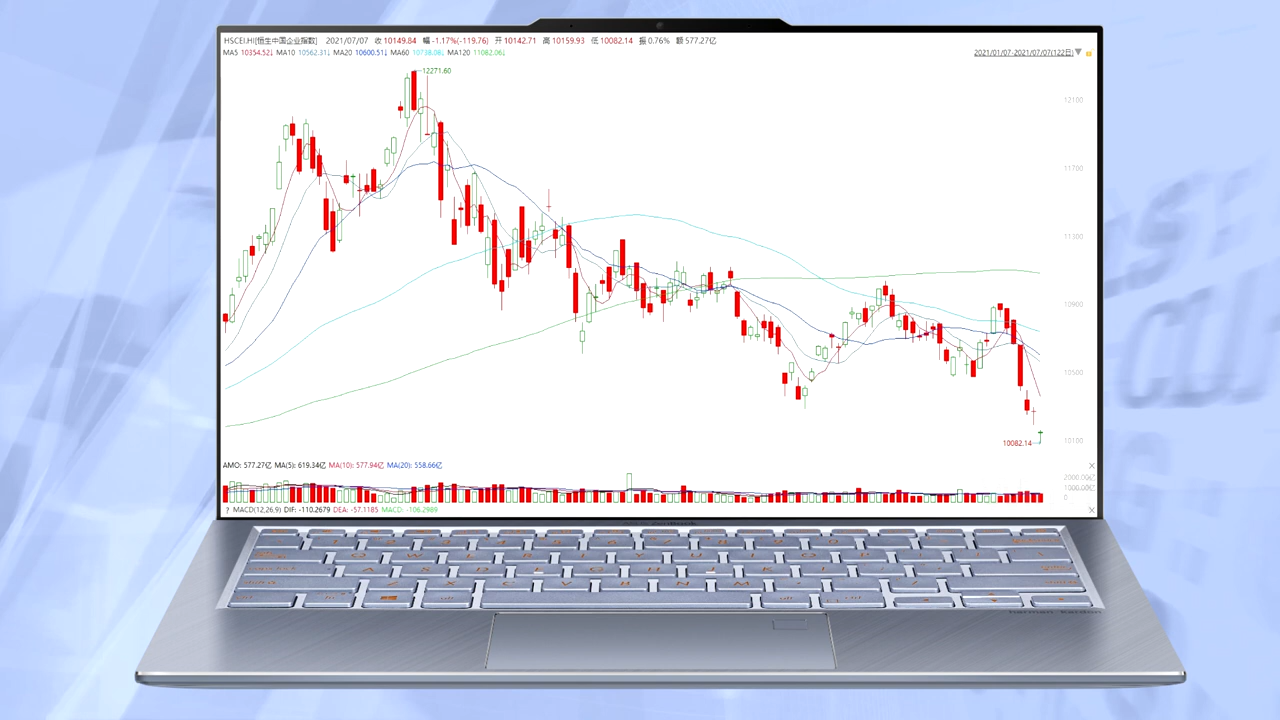 HSCEI.HI[恒生中国企业指数] 2021/07/07 收 10149.84 幅 -1.17%(-119.76) 开 10142.71 高 10159.93 低 10082.14 振 0.76% 额 577.27亿
MA5 10354.52↓ MA10 10562.31↓ MA20 10600.51↓ MA60 10738.06↓ MA120 11082.06↓
2021/01/07-2021/07/07(122日)
12271.60
12100
11700
11300
10900
10500
10100
10082.14
AMO: 577.27亿 MA(5): 619.34亿 MA(10): 577.94亿 MA(20): 558.66亿
2000.00亿
1000.00亿
0
? MACD(12,26,9) DIF: -110.2679 DEA: -57.1185 MACD: -106.2989
harman kardon